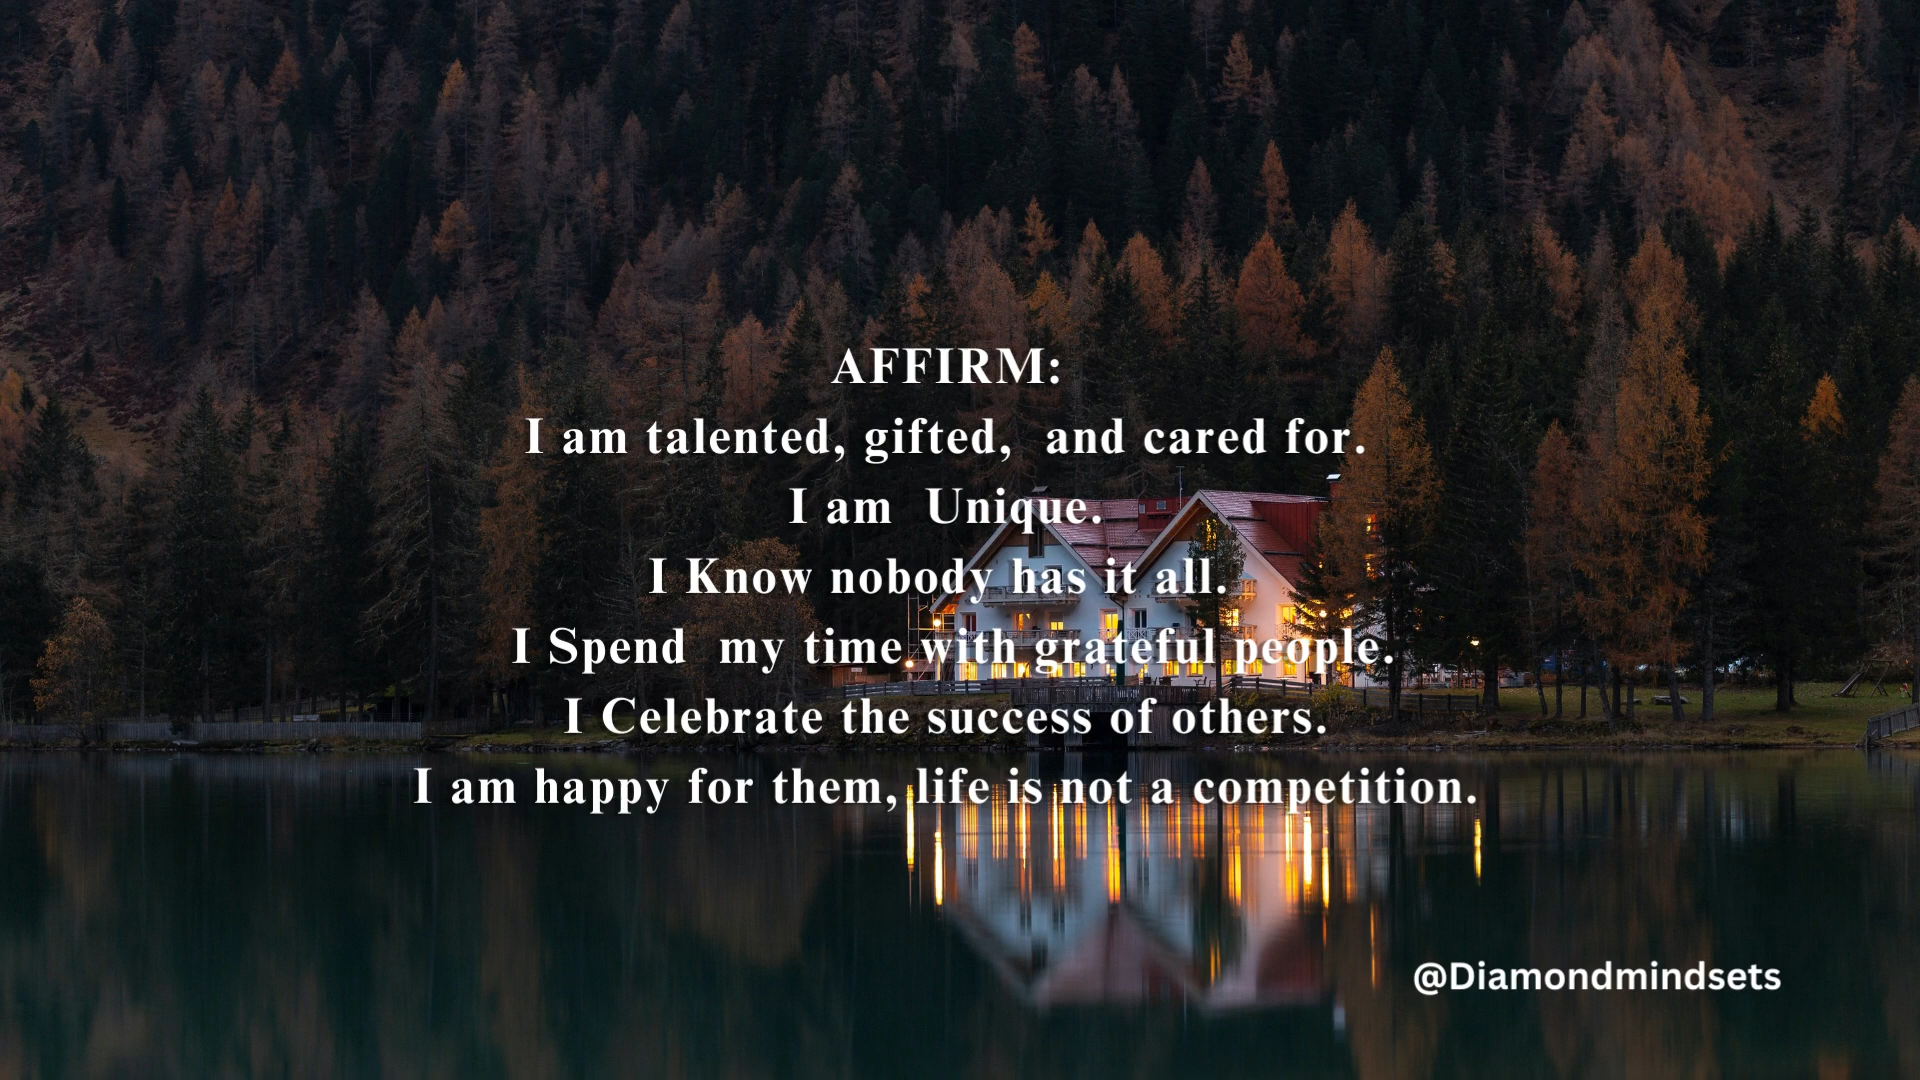 AFFIRM:
I am talented, gifted,  and cared for.
I am  Unique.
I Know nobody has it all.
I Spend  my time with grateful people.
I Celebrate the success of others.
I am happy for them, life is not a competition.
@Diamondmindsets